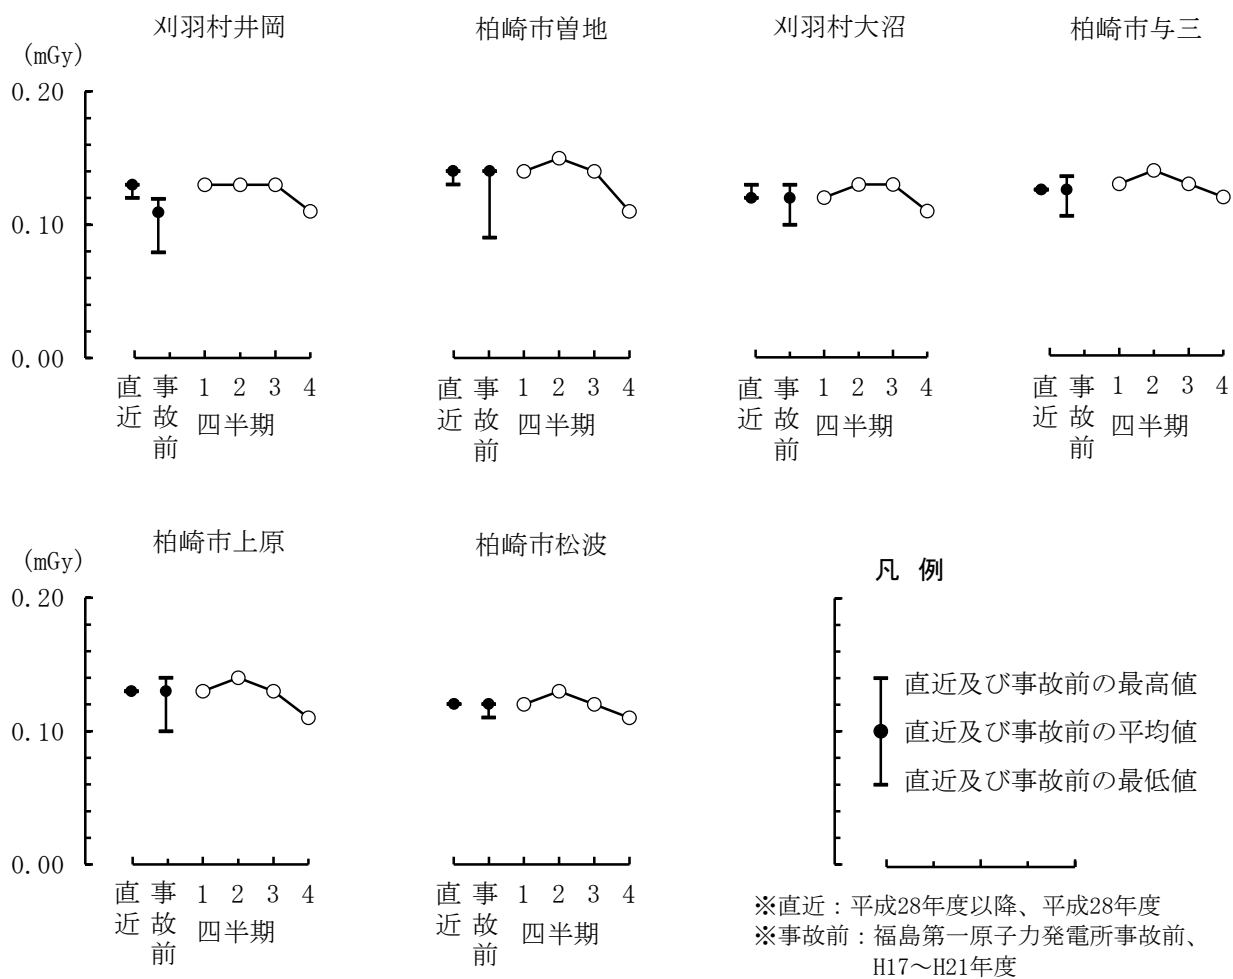 刈羽村井岡
柏崎市曽地
刈羽村大沼
柏崎市与三
(mGy)
0.20
0.10
0.00
直近
事故前
1 2 3 4
四半期
直近
事故前
1 2 3 4
四半期
直近
事故前
1 2 3 4
四半期
直近
事故前
1 2 3 4
四半期
柏崎市上原
柏崎市松波
(mGy)
0.20
0.10
0.00
直近
事故前
1 2 3 4
四半期
直近
事故前
1 2 3 4
四半期
凡 例
直近及び事故前の最高値
直近及び事故前の平均値
直近及び事故前の最低値
※直近：平成28年度以降、平成28年度
※事故前：福島第一原子力発電所事故前、
H17～H21年度